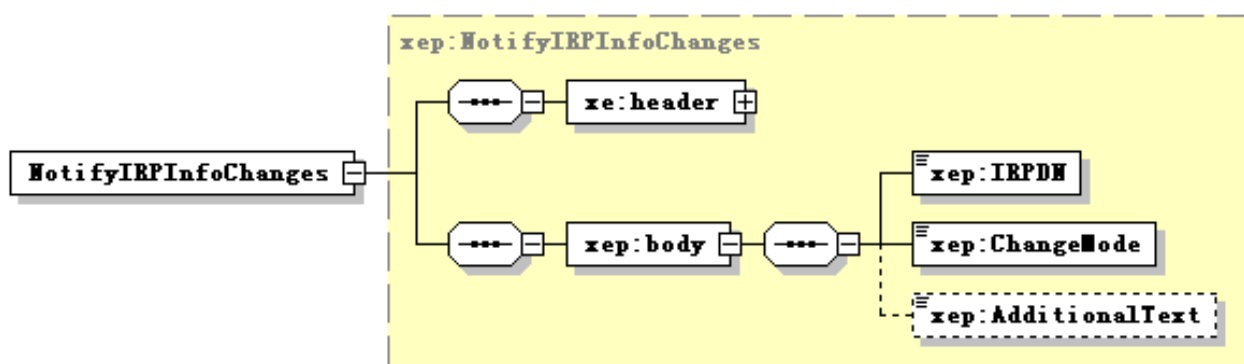 xep:NotifyIRPInfoChanges
xe:header
NotifyIRPInfoChanges
xep:IRPDN
xep:body
xep:ChangeMode
xep:AdditionalText